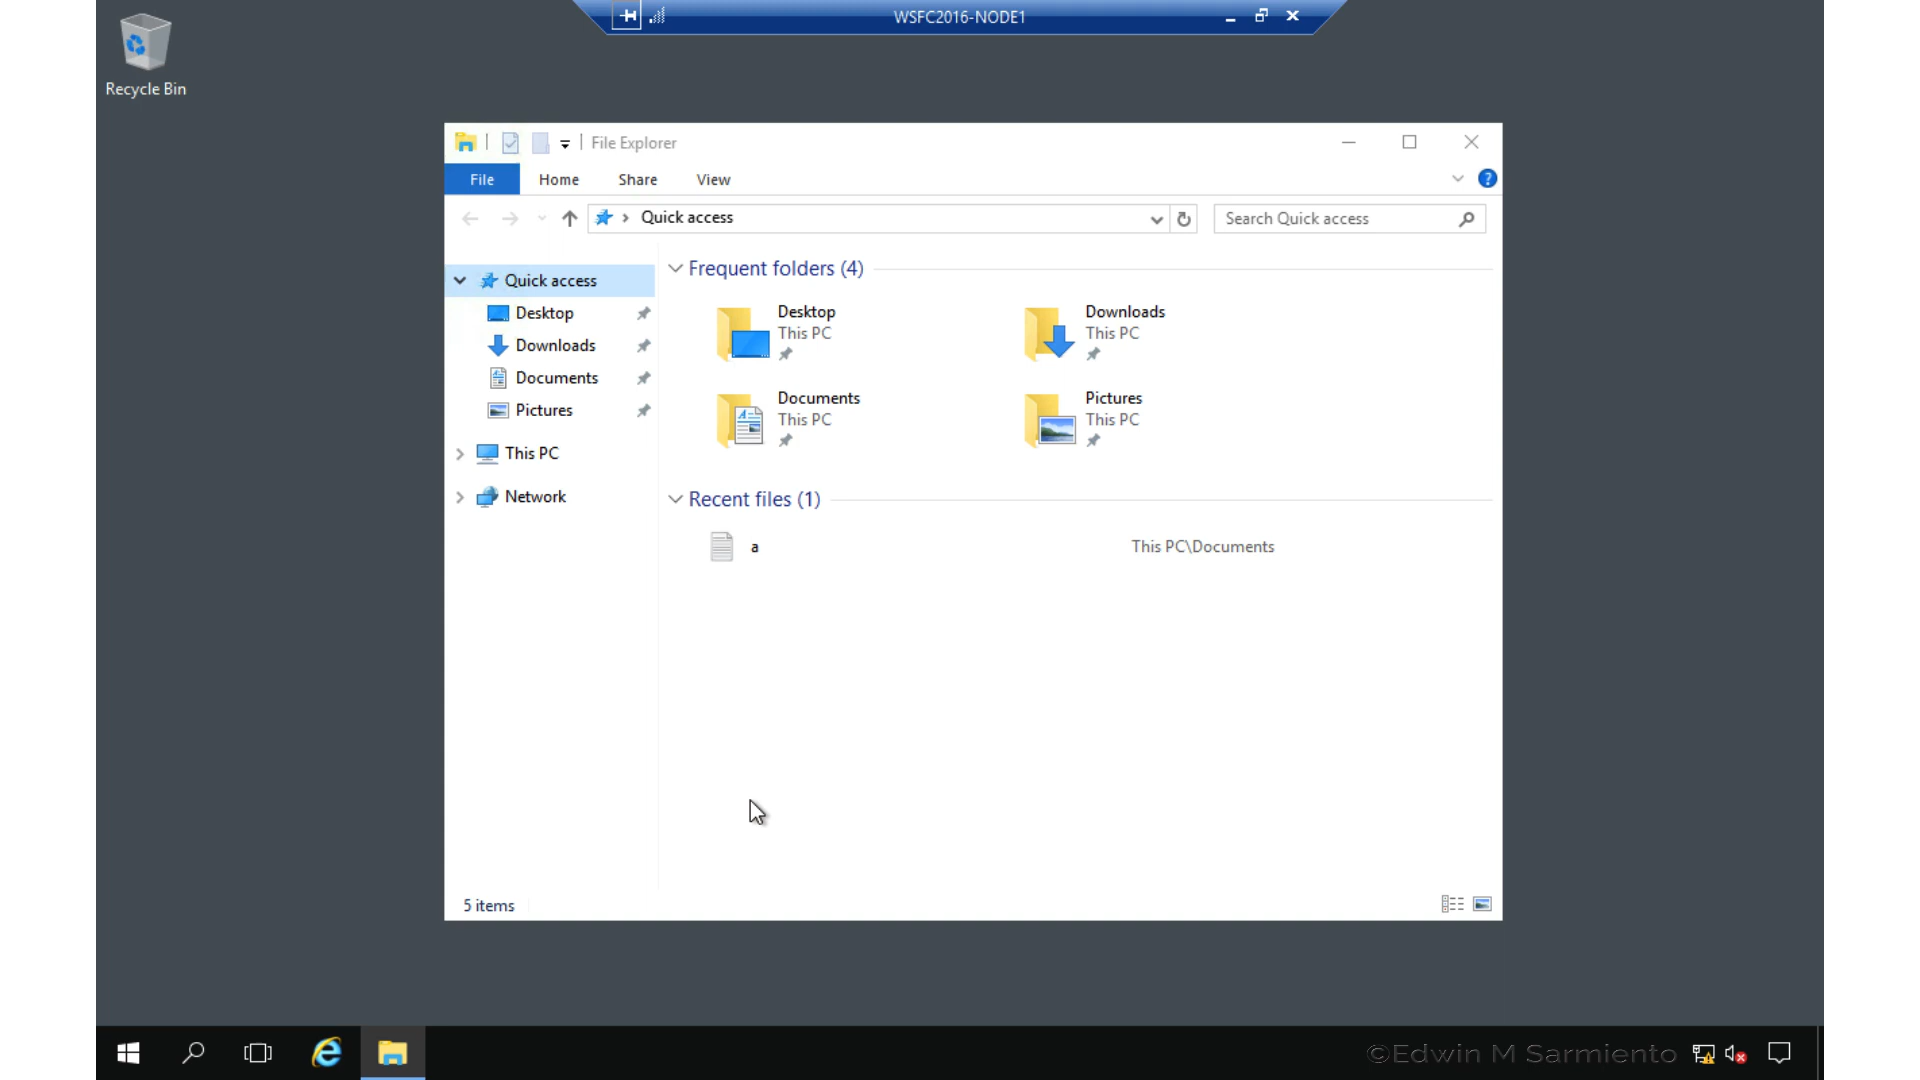 WSFC2016-NODE1
Recycle Bin
File Explorer
File Home Share View
Quick access
Search Quick access
Quick access
Desktop
Downloads
Documents
Pictures
This PC
Network
Frequent folders (4)
Desktop
This PC
Downloads
This PC
Documents
This PC
Pictures
This PC
Recent files (1)
a This PC\Documents
5 items
©Edwin M Sarmiento